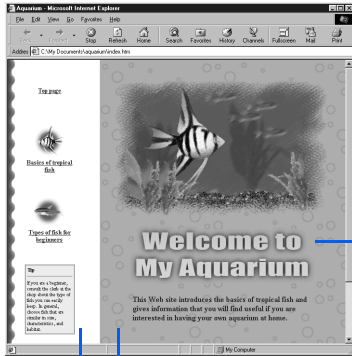 Aquarium - Microsoft Internet Explorer
File Edit View Go Favorites Help
Back Forward Stop Refresh Home Search Favorites History Channels Fullscreen Mail Print
Address C:\My Documents\aquarium\index.htm
Top page
Basics of tropical
fish
Types of fish for
beginners
Tip
If you are a beginner,
consult the clerk at the
shop about the type of
fish you can easily
keep. In general,
choose fish that are
similar in size,
characteristics, and
habitat.
Welcome to
My Aquarium
This Web site introduces the basics of tropical fish and
gives information that you will find useful if you are
interested in having your own aquarium at home.
My Computer